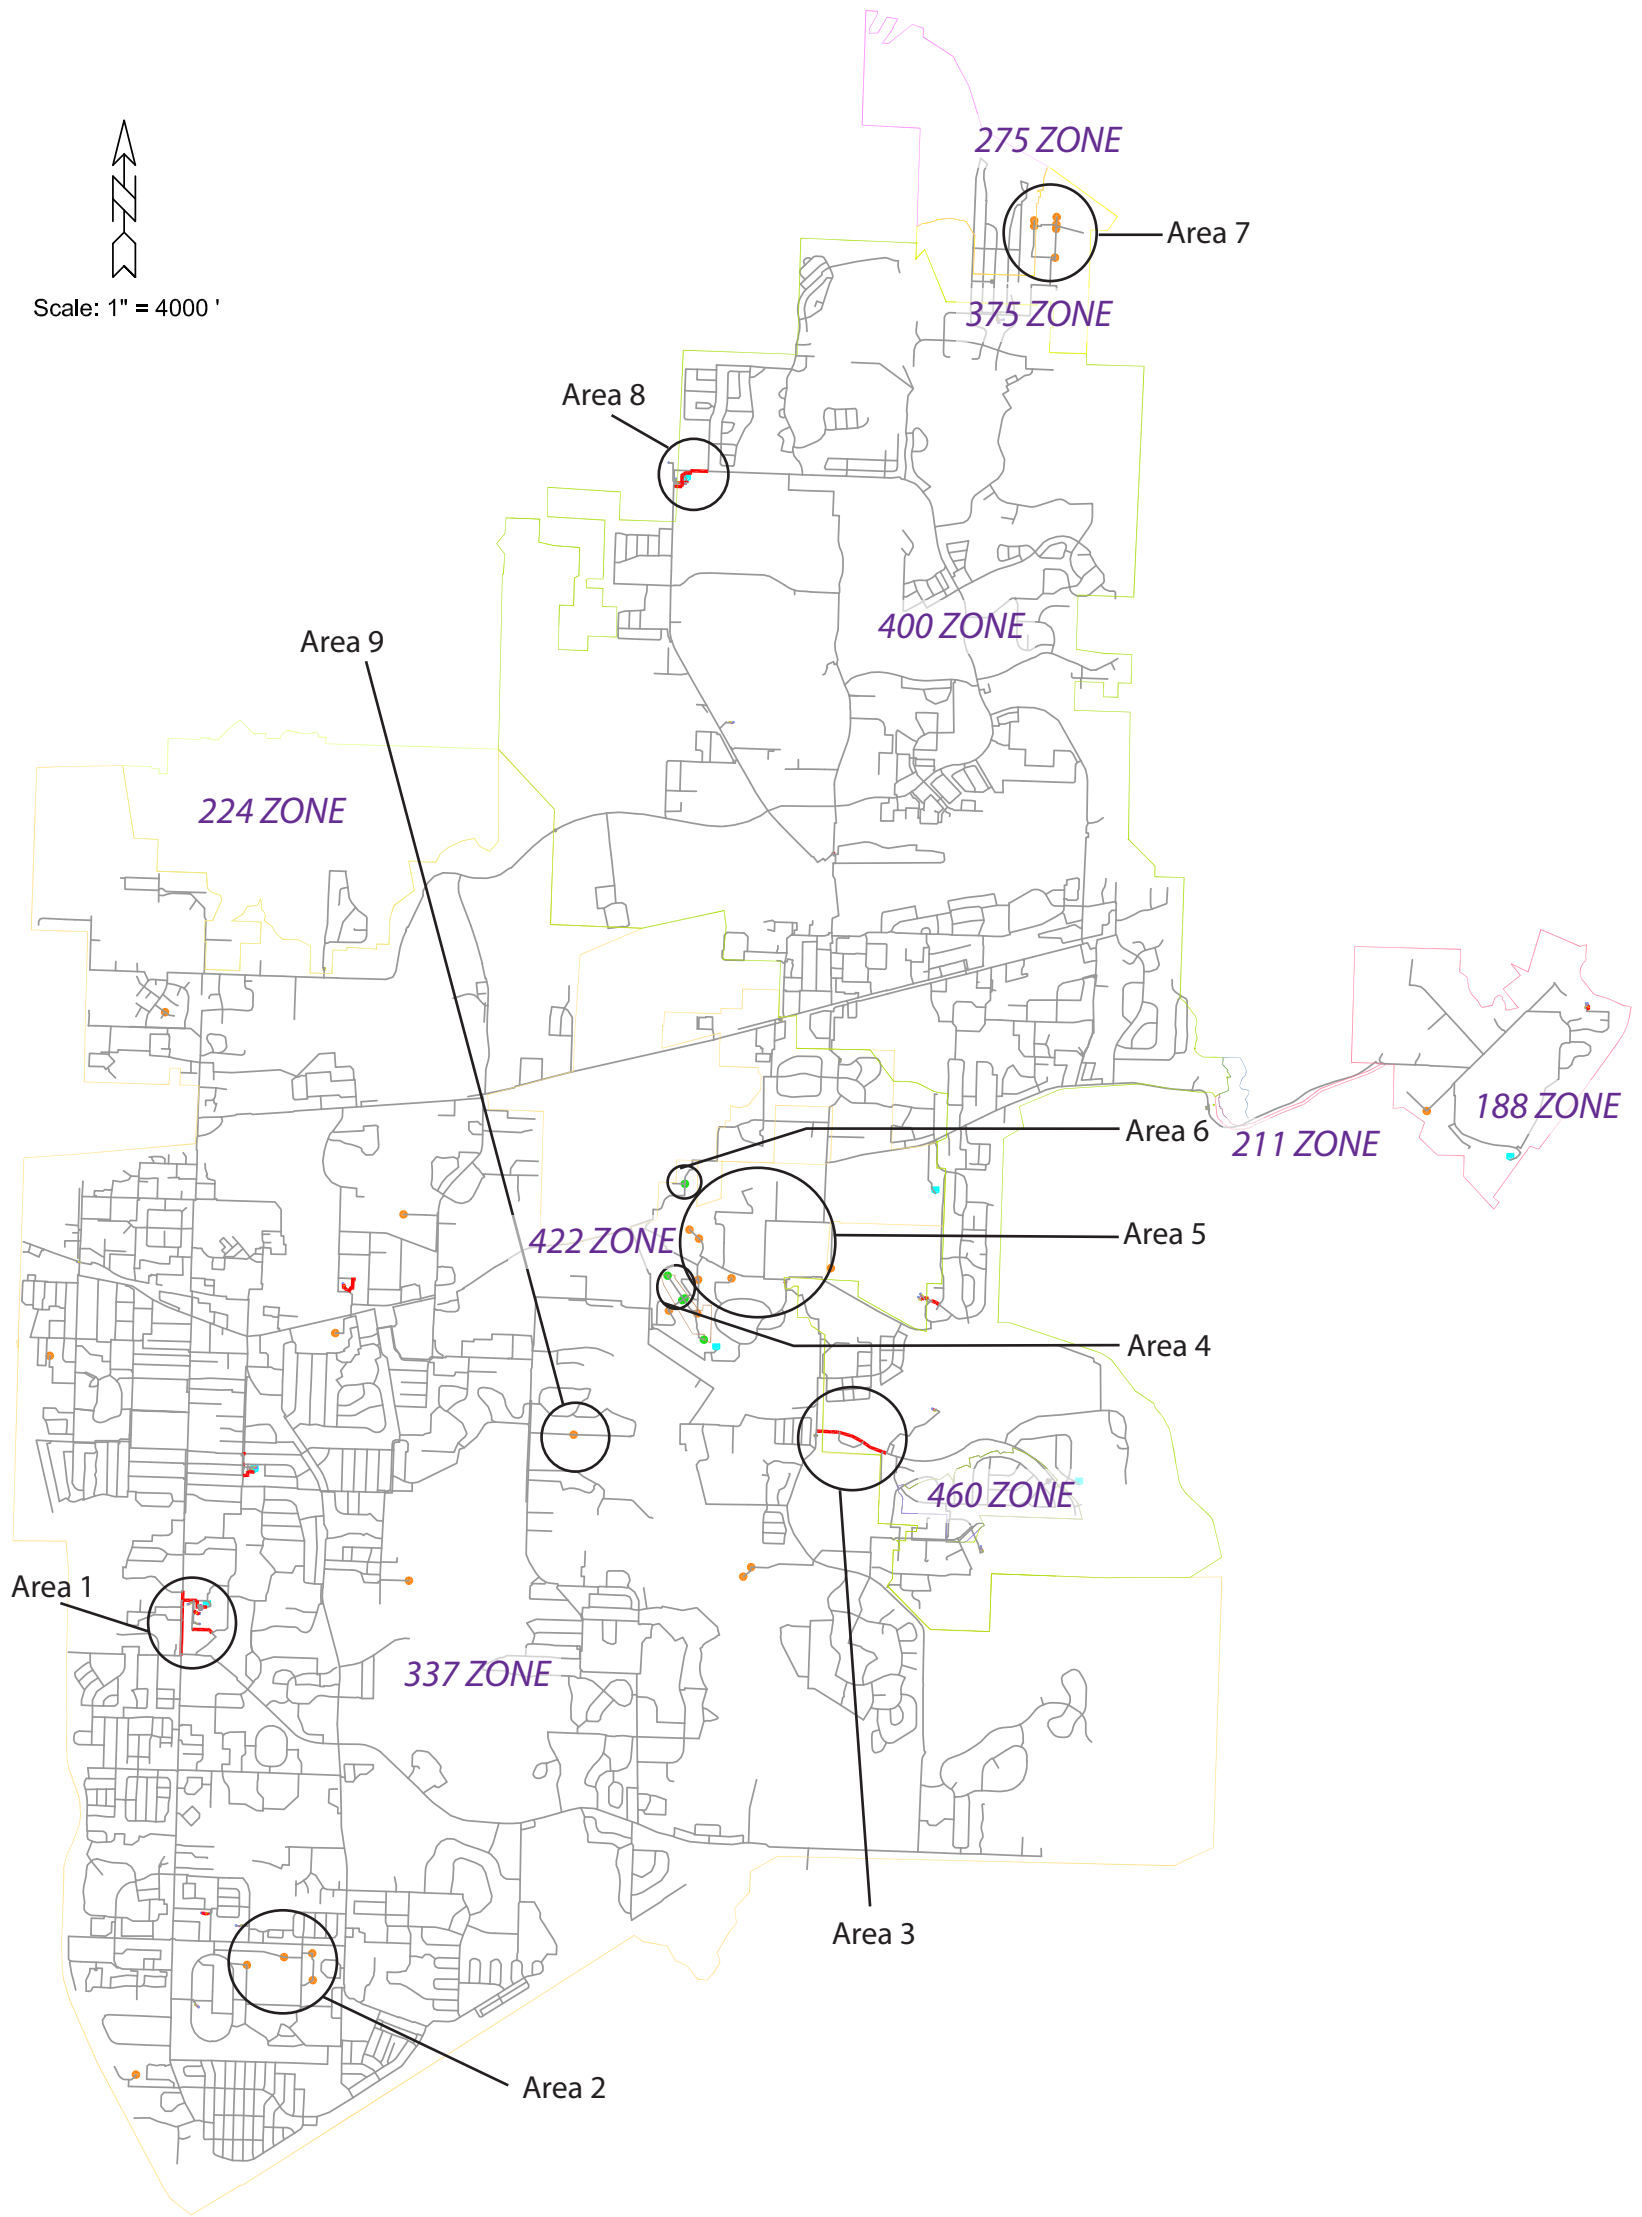 275 ZONE
Area 7
Scale: 1" = 4000 '
375 ZONE
Area 8
400 ZONE
Area 9
224 ZONE
188 ZONE
Area 6
211 ZONE
422 ZONE
Area 5
Area 4
460 ZONE
Area 1
337 ZONE
Area 3
Area 2